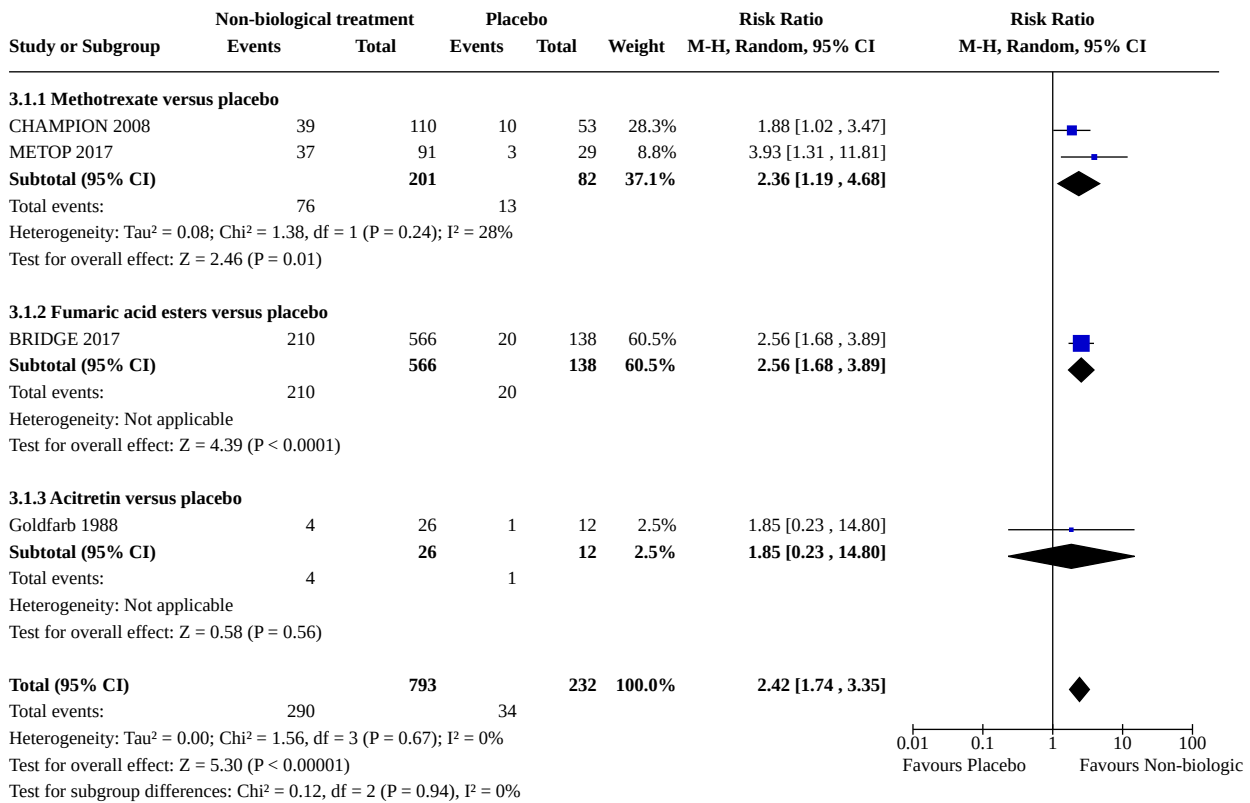 Non-biological treatment Placebo Risk Ratio Risk Ratio
Study or Subgroup Events Total Events Total Weight M-H, Random, 95% CI M-H, Random, 95% CI
3.1.1 Methotrexate versus placebo
CHAMPION 2008 39 110 10 53 28.3% 1.88 [1.02 , 3.47]
METOP 2017 37 91 3 29 8.8% 3.93 [1.31 , 11.81]
Subtotal (95% CI) 201 82 37.1% 2.36 [1.19 , 4.68]
Total events: 76 13
Heterogeneity: Tau² = 0.08; Chi² = 1.38, df = 1 (P = 0.24); I² = 28%
Test for overall effect: Z = 2.46 (P = 0.01)
3.1.2 Fumaric acid esters versus placebo
BRIDGE 2017 210 566 20 138 60.5% 2.56 [1.68 , 3.89]
Subtotal (95% CI) 566 138 60.5% 2.56 [1.68 , 3.89]
Total events: 210 20
Heterogeneity: Not applicable
Test for overall effect: Z = 4.39 (P < 0.0001)
3.1.3 Acitretin versus placebo
Goldfarb 1988 4 26 1 12 2.5% 1.85 [0.23 , 14.80]
Subtotal (95% CI) 26 12 2.5% 1.85 [0.23 , 14.80]
Total events: 4 1
Heterogeneity: Not applicable
Test for overall effect: Z = 0.58 (P = 0.56)
Total (95% CI) 793 232 100.0% 2.42 [1.74 , 3.35]
Total events: 290 34
Heterogeneity: Tau² = 0.00; Chi² = 1.56, df = 3 (P = 0.67); I² = 0%
0.01 0.1 1 10 100
Test for overall effect: Z = 5.30 (P < 0.00001)
Favours Placebo Favours Non-biologic
Test for subgroup differences: Chi² = 0.12, df = 2 (P = 0.94), I² = 0%